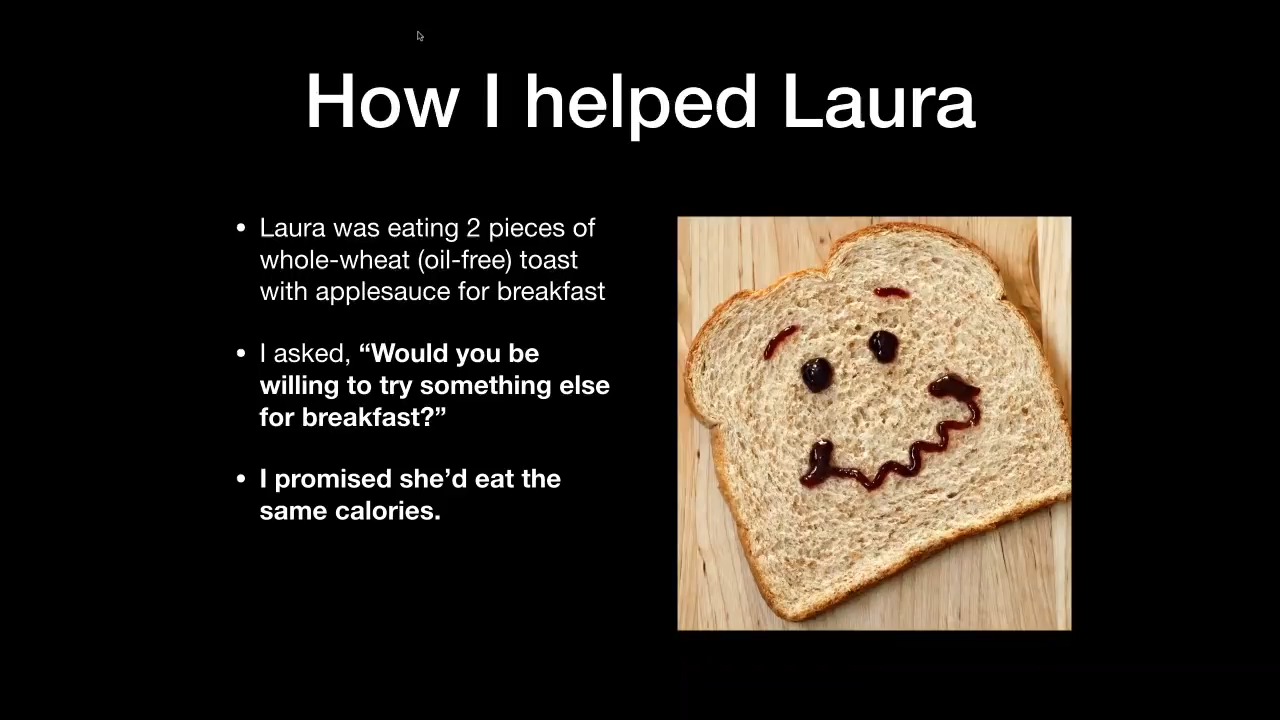 How I helped Laura
• Laura was eating 2 pieces of
whole-wheat (oil-free) toast
with applesauce for breakfast
• I asked, “Would you be
willing to try something else
for breakfast?”
• I promised she’d eat the
same calories.